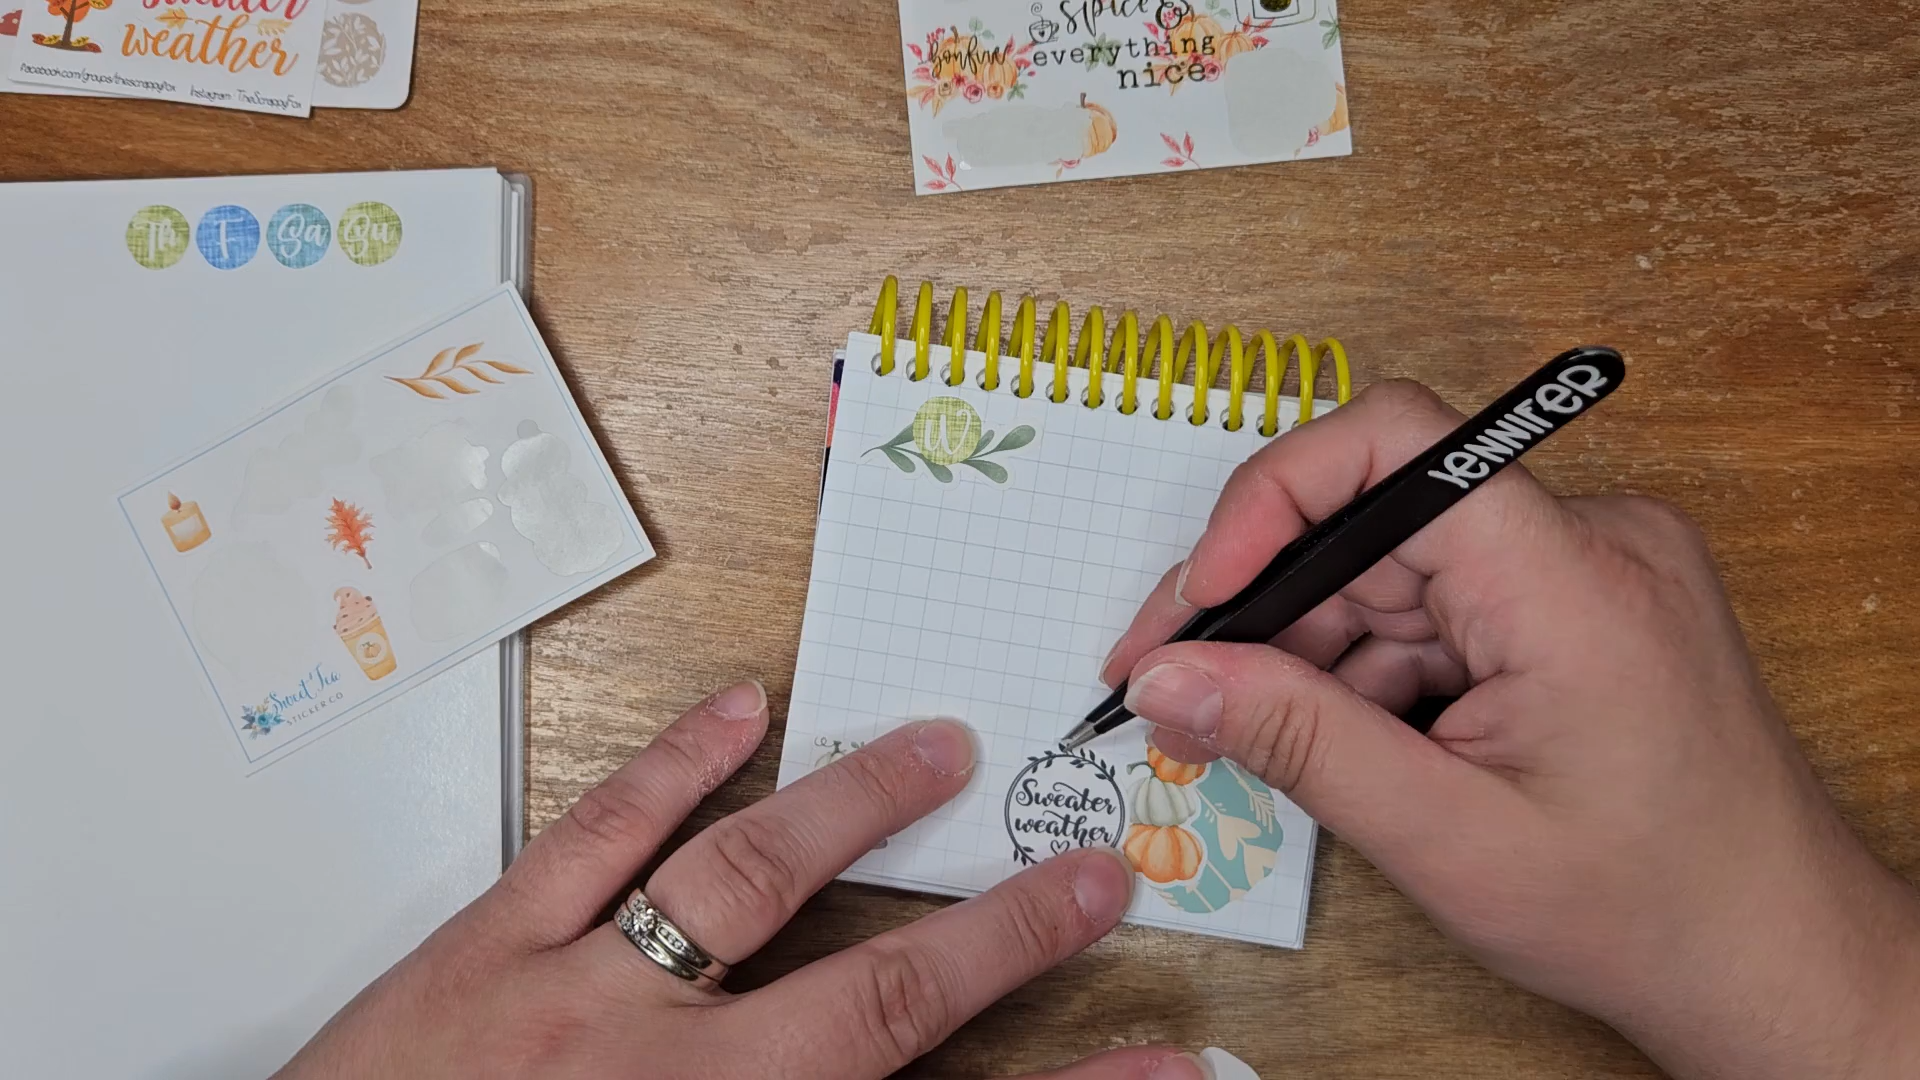 sweater
weather
facebook.com/groups/thescrappyfox
Instagram - TheScrappyFox
spice &
bonfire
everything
nice
Th
F
Sa
Su
W
JENNIFER
Sweet Tea
STICKER CO
Sweater
weather